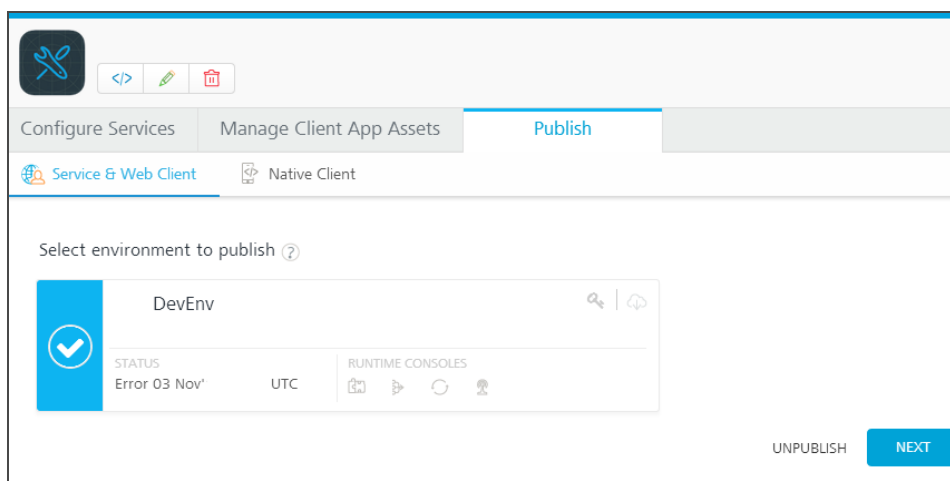 </>
Configure Services Manage Client App Assets Publish
Service & Web Client Native Client
Select environment to publish ?
DevEnv
STATUS RUNTIME CONSOLES
Error 03 Nov' UTC
UNPUBLISH NEXT